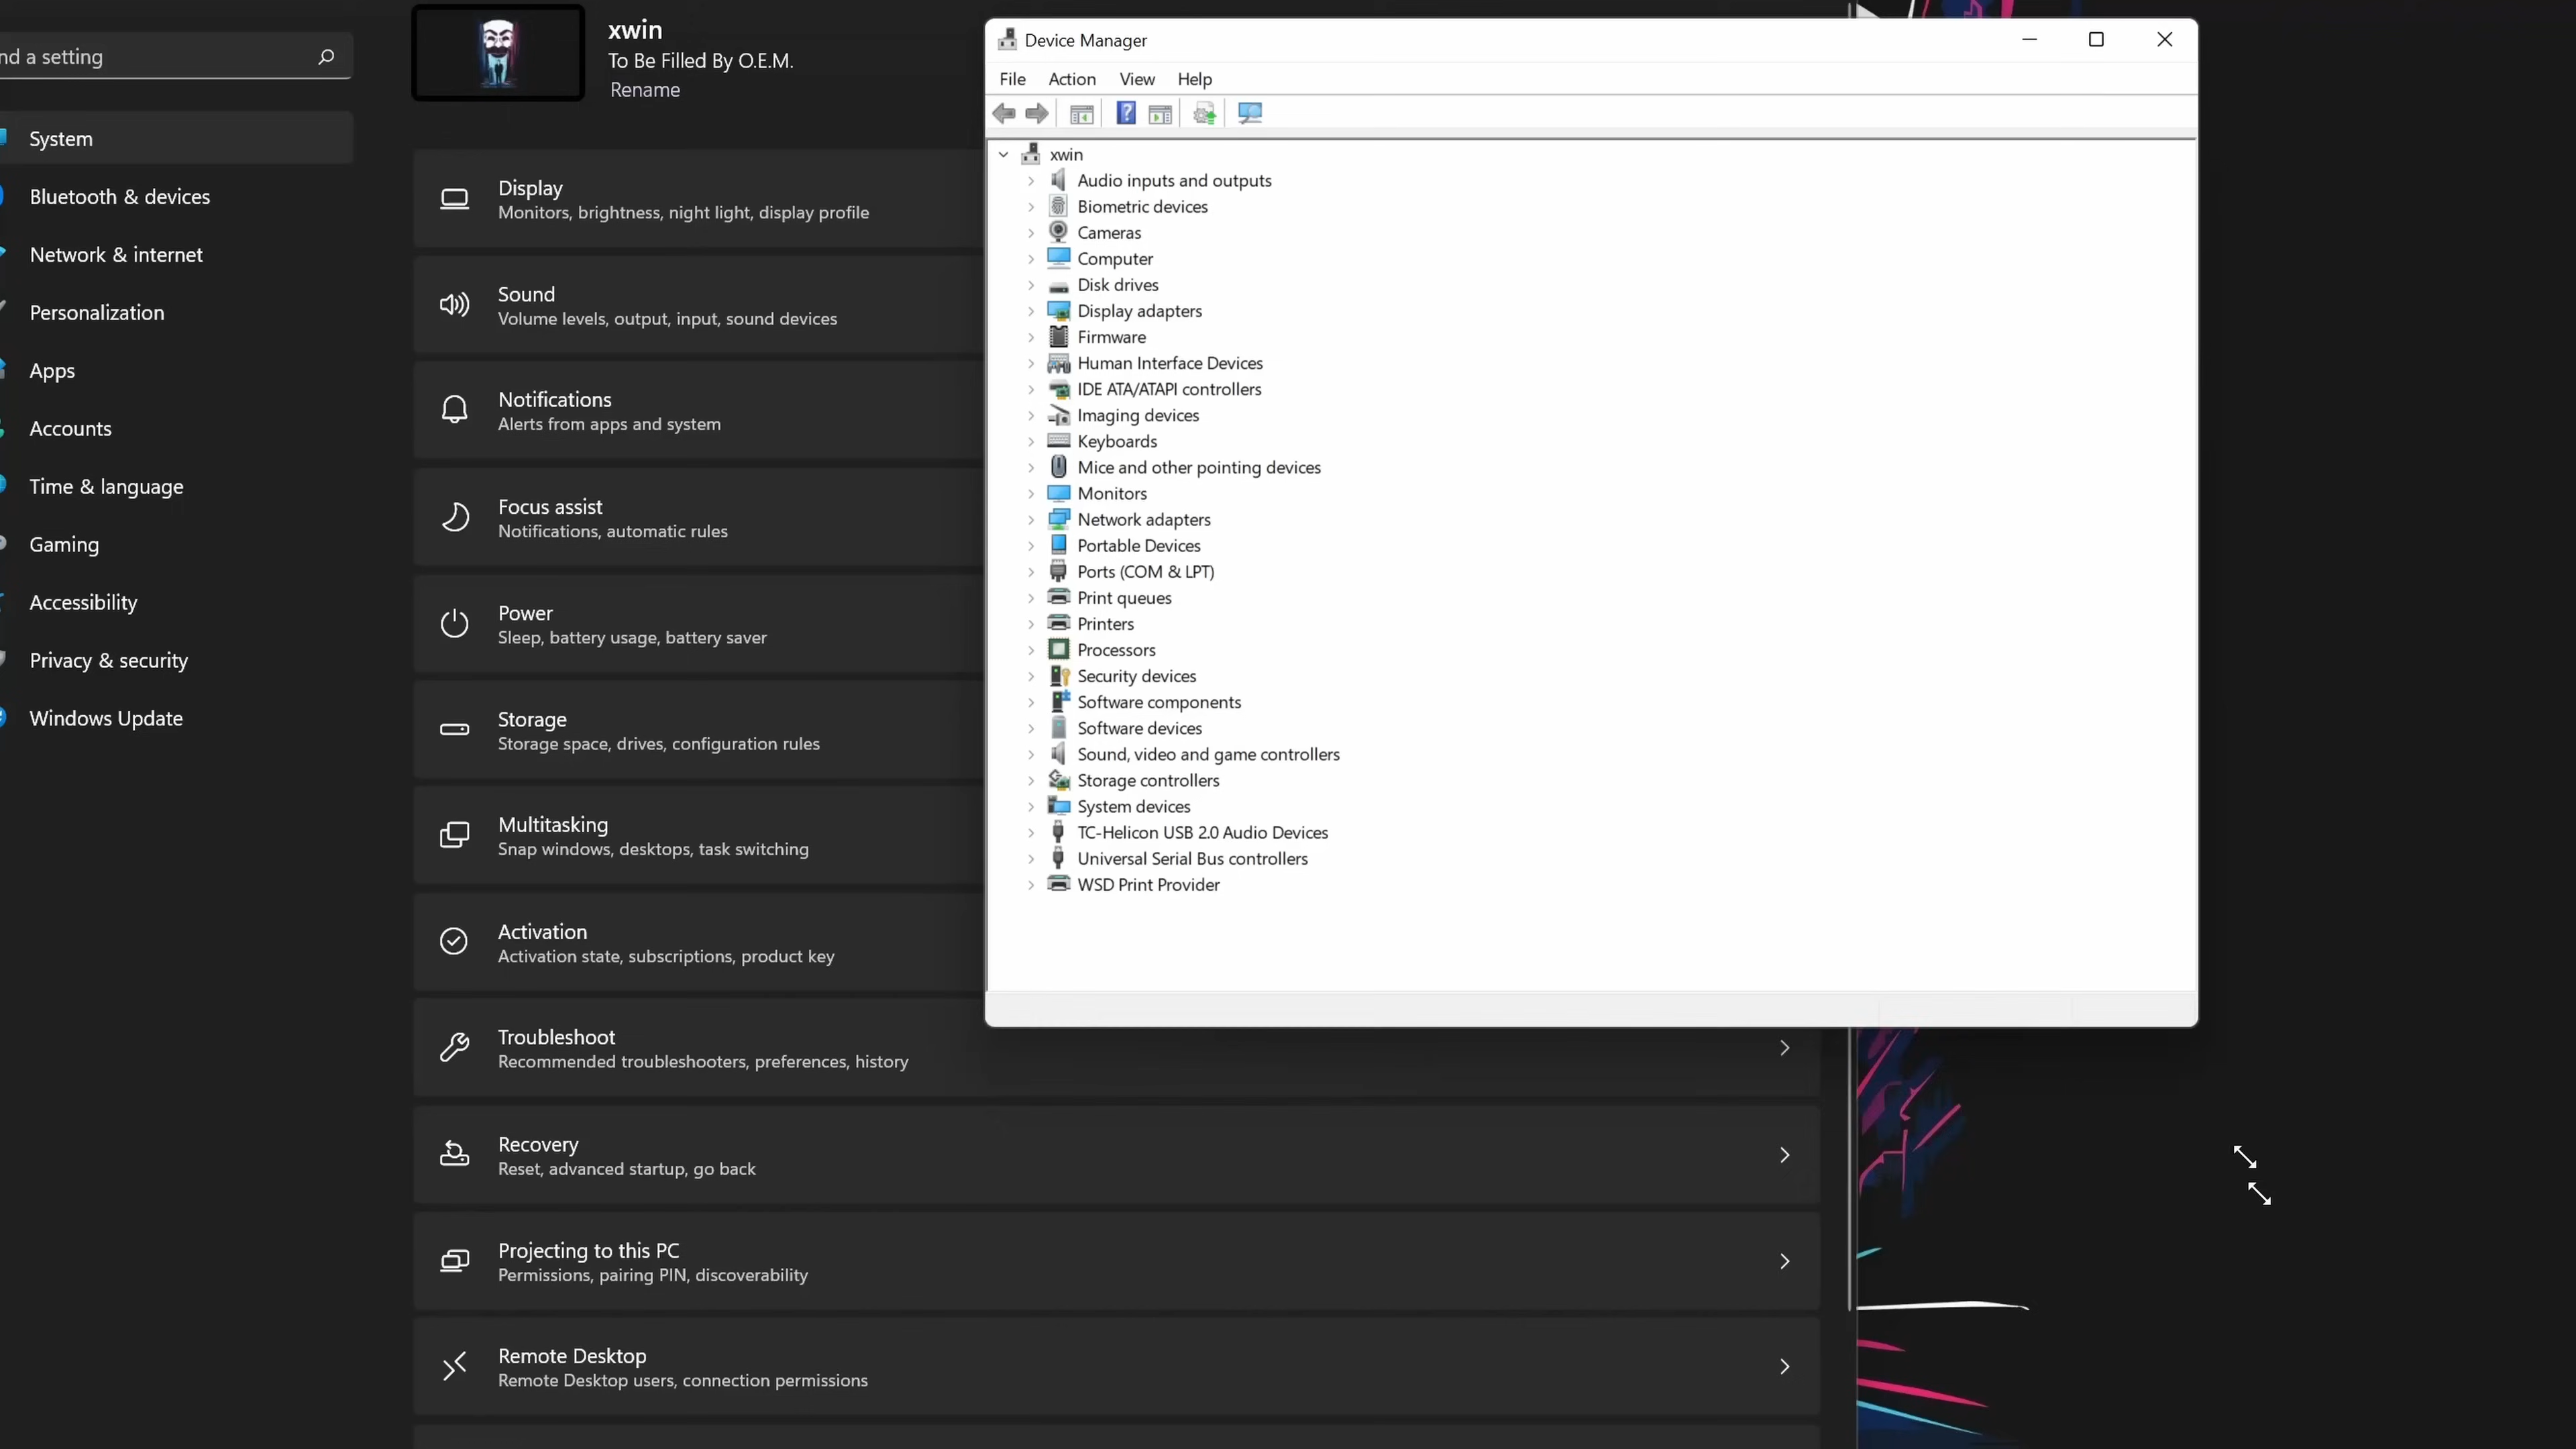 nd a setting
System
Bluetooth & devices
Network & internet
Personalization
Apps
Accounts
Time & language
Gaming
Accessibility
Privacy & security
Windows Update
xwin
To Be Filled By O.E.M.
Rename
Display
Monitors, brightness, night light, display profile
Sound
Volume levels, output, input, sound devices
Notifications
Alerts from apps and system
Focus assist
Notifications, automatic rules
Power
Sleep, battery usage, battery saver
Storage
Storage space, drives, configuration rules
Multitasking
Snap windows, desktops, task switching
Activation
Activation state, subscriptions, product key
Troubleshoot
Recommended troubleshooters, preferences, history
Recovery
Reset, advanced startup, go back
Projecting to this PC
Permissions, pairing PIN, discoverability
Remote Desktop
Remote Desktop users, connection permissions
Device Manager
File Action View Help
xwin
Audio inputs and outputs
Biometric devices
Cameras
Computer
Disk drives
Display adapters
Firmware
Human Interface Devices
IDE ATA/ATAPI controllers
Imaging devices
Keyboards
Mice and other pointing devices
Monitors
Network adapters
Portable Devices
Ports (COM & LPT)
Print queues
Printers
Processors
Security devices
Software components
Software devices
Sound, video and game controllers
Storage controllers
System devices
TC-Helicon USB 2.0 Audio Devices
Universal Serial Bus controllers
WSD Print Provider